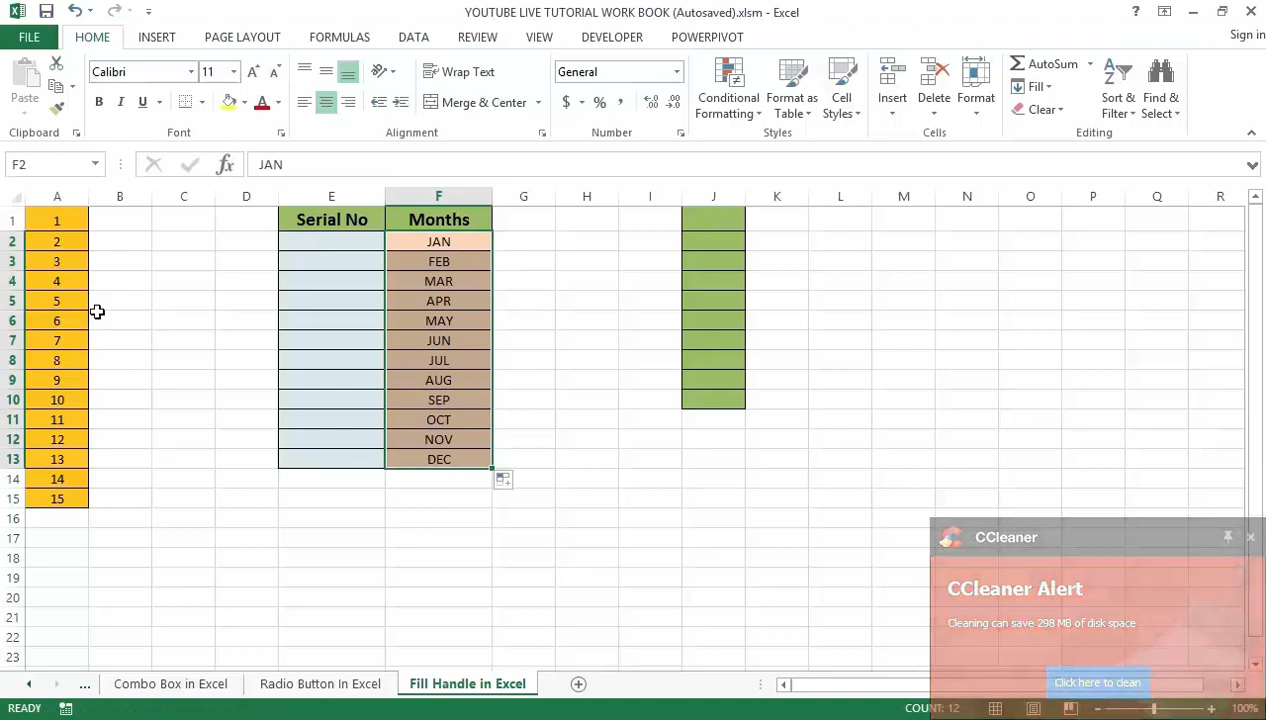 YOUTUBE LIVE TUTORIAL WORK BOOK (Autosaved).xlsm - Excel
FILE HOME INSERT PAGE LAYOUT FORMULAS DATA REVIEW VIEW DEVELOPER POWERPIVOT Sign in
Calibri 11 Wrap Text General AutoSum
Paste Merge & Center Conditional Formatting Format as Table Cell Styles Insert Delete Format Fill Clear Sort & Filter Find & Select
Clipboard Font Alignment Number Styles Cells Editing
F2 JAN
A B C D E F G H I J K L M N O P Q R
1 1 Serial No Months
2 2 JAN
3 3 FEB
4 4 MAR
5 5 APR
6 6 MAY
7 7 JUN
8 8 JUL
9 9 AUG
10 10 SEP
11 11 OCT
12 12 NOV
13 13 DEC
14 14
15 15
16
17
18
19
20
21
22
23
CCleaner
CCleaner Alert
Cleaning can save 298 MB of disk space
Click here to clean
... Combo Box in Excel Radio Button In Excel Fill Handle in Excel
READY COUNT: 12 100%